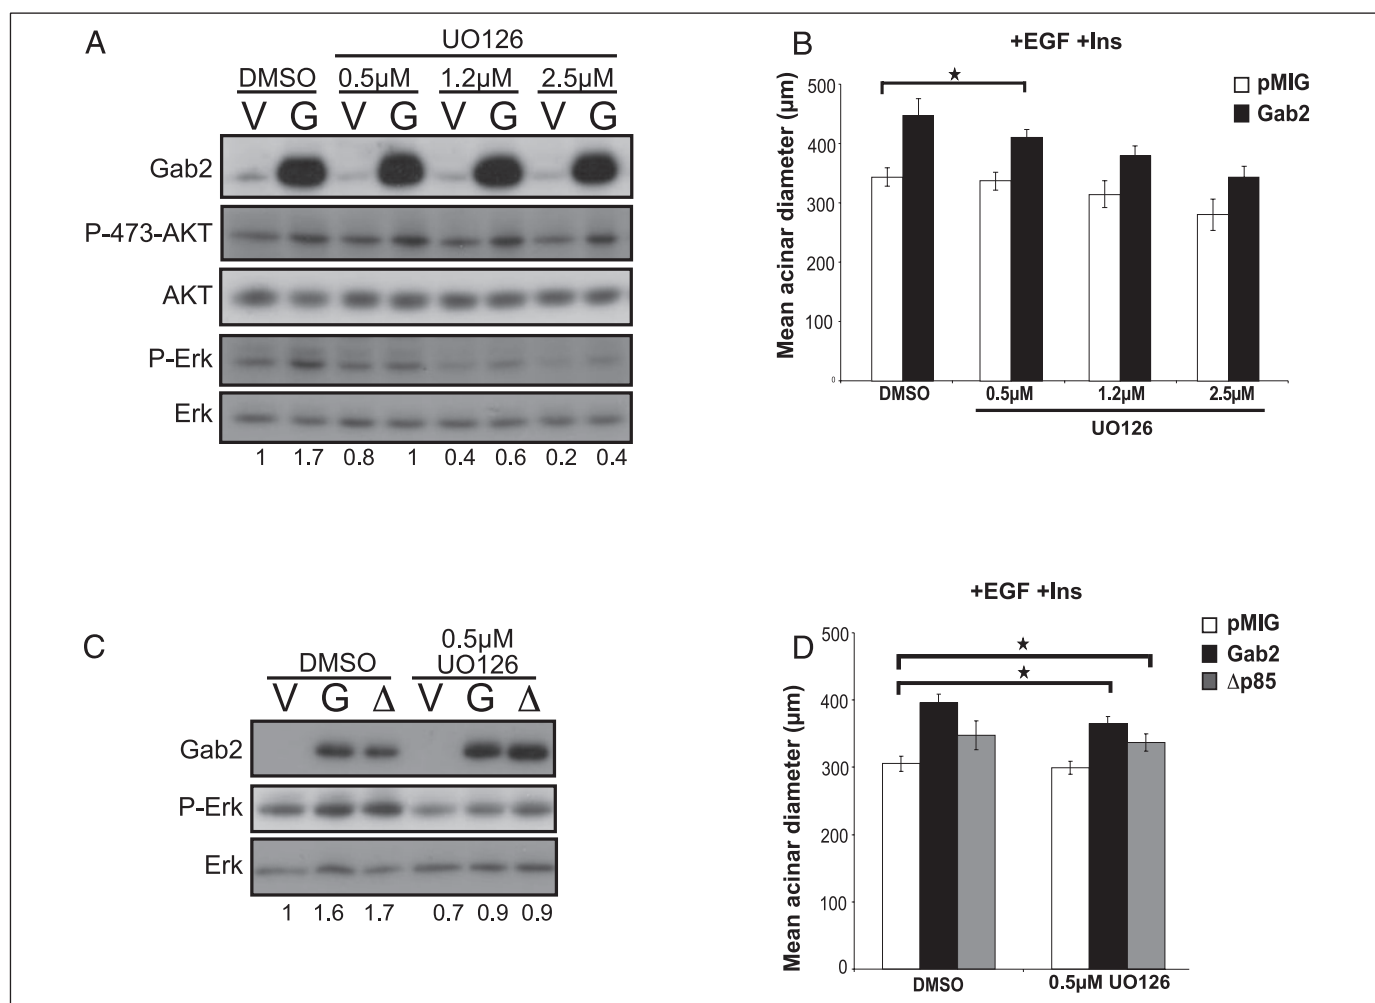 A
UO126
DMSO 0.5µM 1.2µM 2.5µM
V G V G V G V G
Gab2
P-473-AKT
AKT
P-Erk
Erk
1 1.7 0.8 1 0.4 0.6 0.2 0.4
B
+EGF +Ins
pMIG
Gab2
Mean acinar diameter (µm)
500
400
300
200
100
0
DMSO 0.5µM 1.2µM 2.5µM
UO126
C
DMSO
0.5µM
UO126
V G Δ V G Δ
Gab2
P-Erk
Erk
1 1.6 1.7 0.7 0.9 0.9
D
+EGF +Ins
pMIG
Gab2
Δp85
Mean acinar diameter (µm)
500
400
300
200
100
0
DMSO 0.5µM UO126